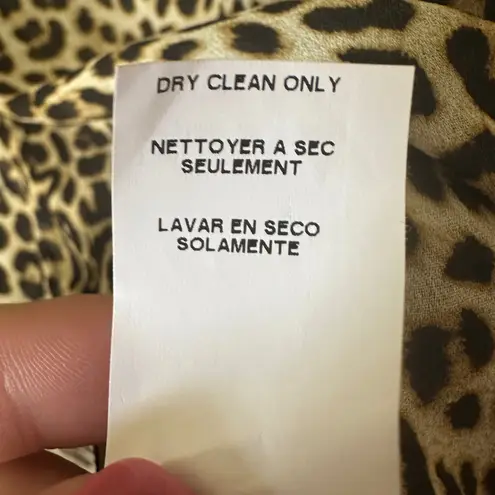 DRY CLEAN ONLY
NETTOYER A SEC
SEULEMENT
LAVAR EN SECO
SOLAMENTE